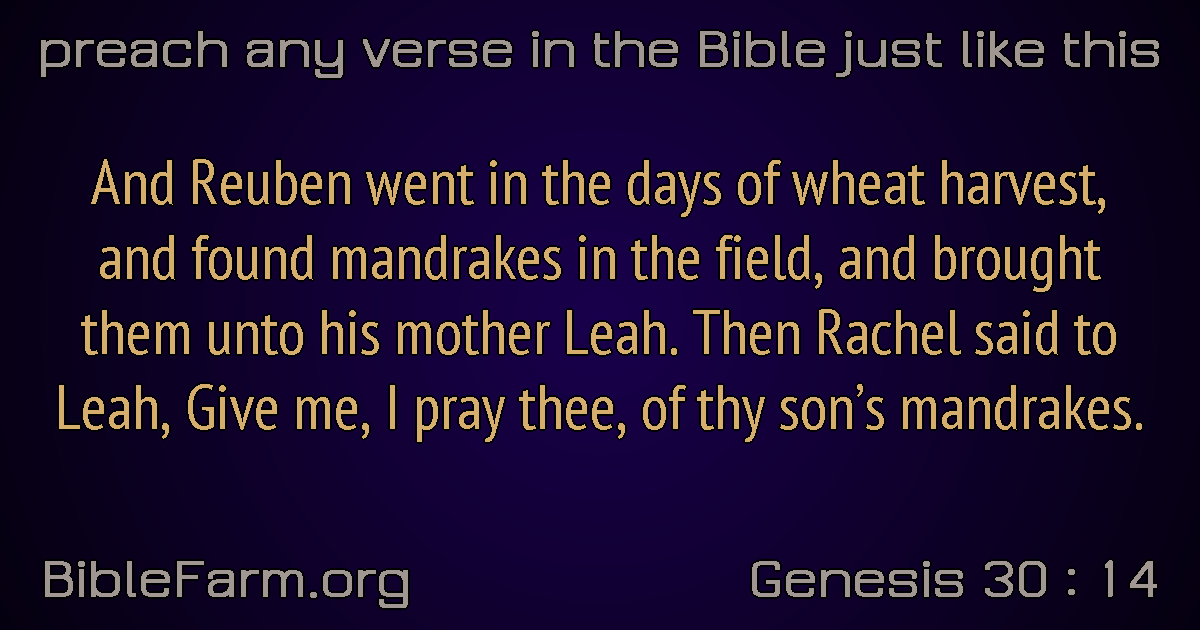 preach any verse in the Bible just like this
And Reuben went in the days of wheat harvest,
and found mandrakes in the field, and brought
them unto his mother Leah. Then Rachel said to
Leah, Give me, I pray thee, of thy son’s mandrakes.
BibleFarm.org
Genesis 30 : 14